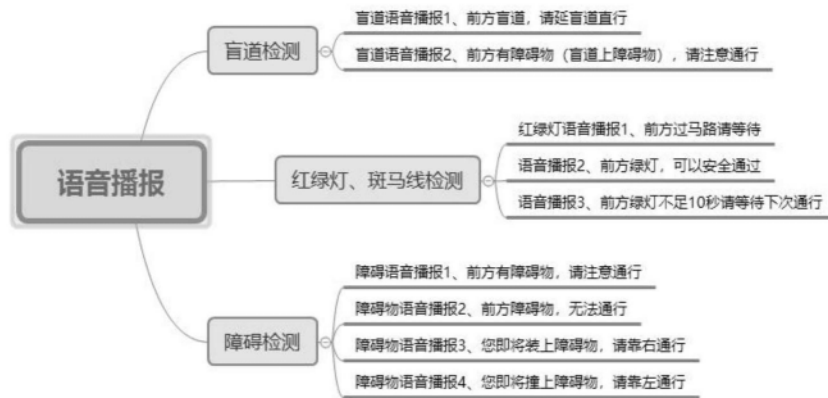 盲道语音播报1、前方盲道，请延盲道直行
盲道检测
盲道语音播报2、前方有障碍物（盲道上障碍物），请注意通行
红绿灯语音播报1、前方过马路请等待
语音播报
红绿灯、斑马线检测
语音播报2、前方绿灯，可以安全通过
语音播报3、前方绿灯不足10秒请等待下次通行
障碍语音播报1、前方有障碍物，请注意通行
障碍物语音播报2、前方障碍物，无法通行
障碍检测
障碍物语音播报3、您即将装上障碍物，请靠右通行
障碍物语音播报4、您即将撞上障碍物，请靠左通行